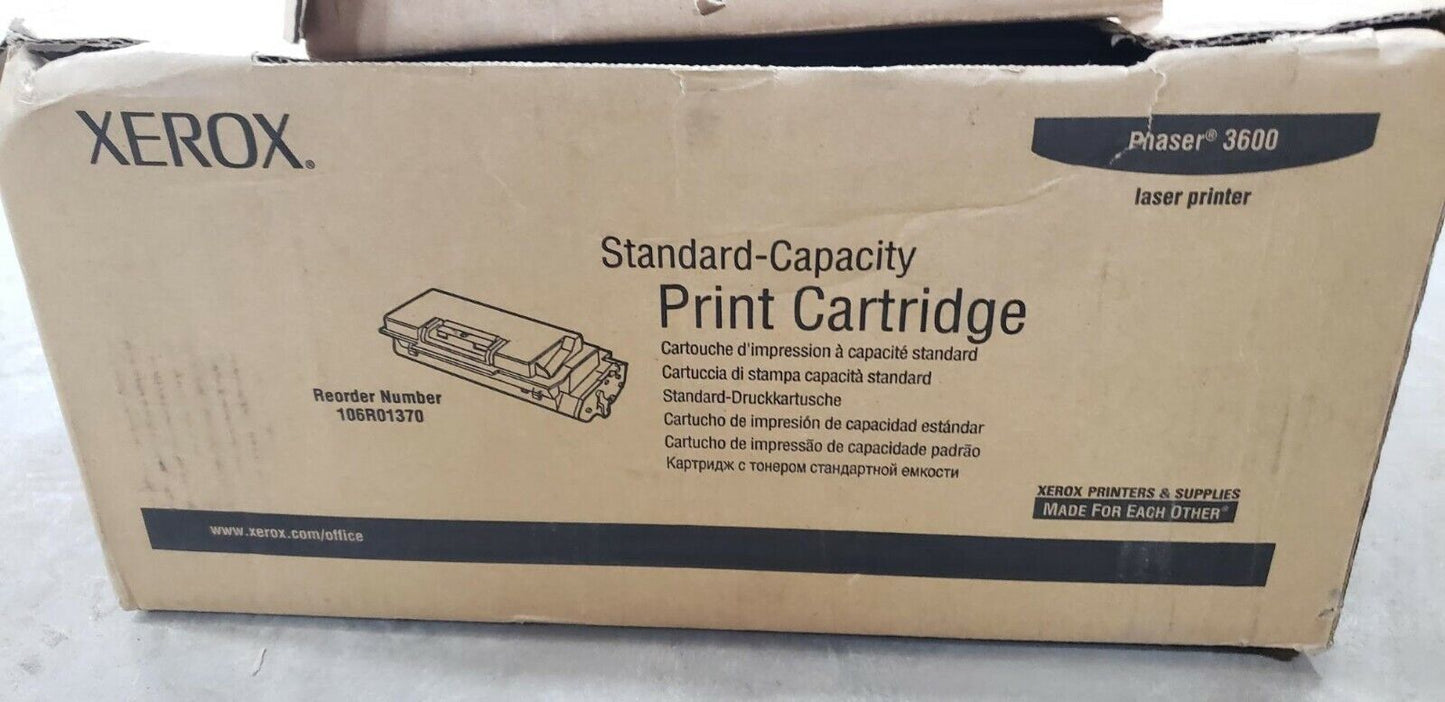 XEROX®
Phaser® 3600
laser printer
Standard-Capacity
Print Cartridge
Cartouche d'impression à capacité standard
Cartuccia di stampa capacità standard
Standard-Druckkartusche
Cartucho de impresión de capacidad estándar
Cartucho de impressão de capacidade padrão
Картридж с тонером стандартной емкости
Reorder Number
106R01370
XEROX PRINTERS & SUPPLIES
MADE FOR EACH OTHER®
www.xerox.com/office